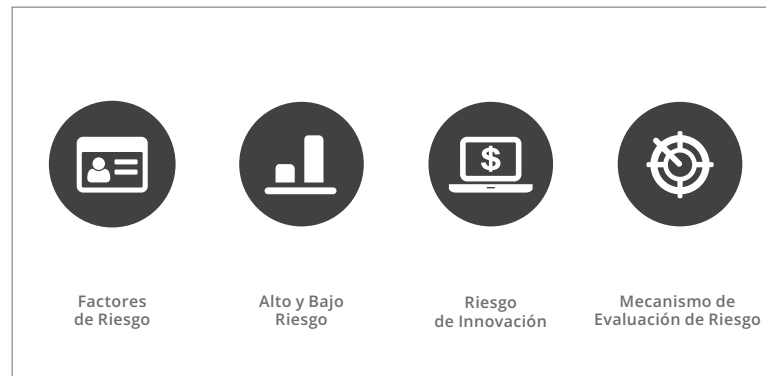 $
Factores
de Riesgo
Alto y Bajo
Riesgo
Riesgo
de Innovación
Mecanismo de
Evaluación de Riesgo